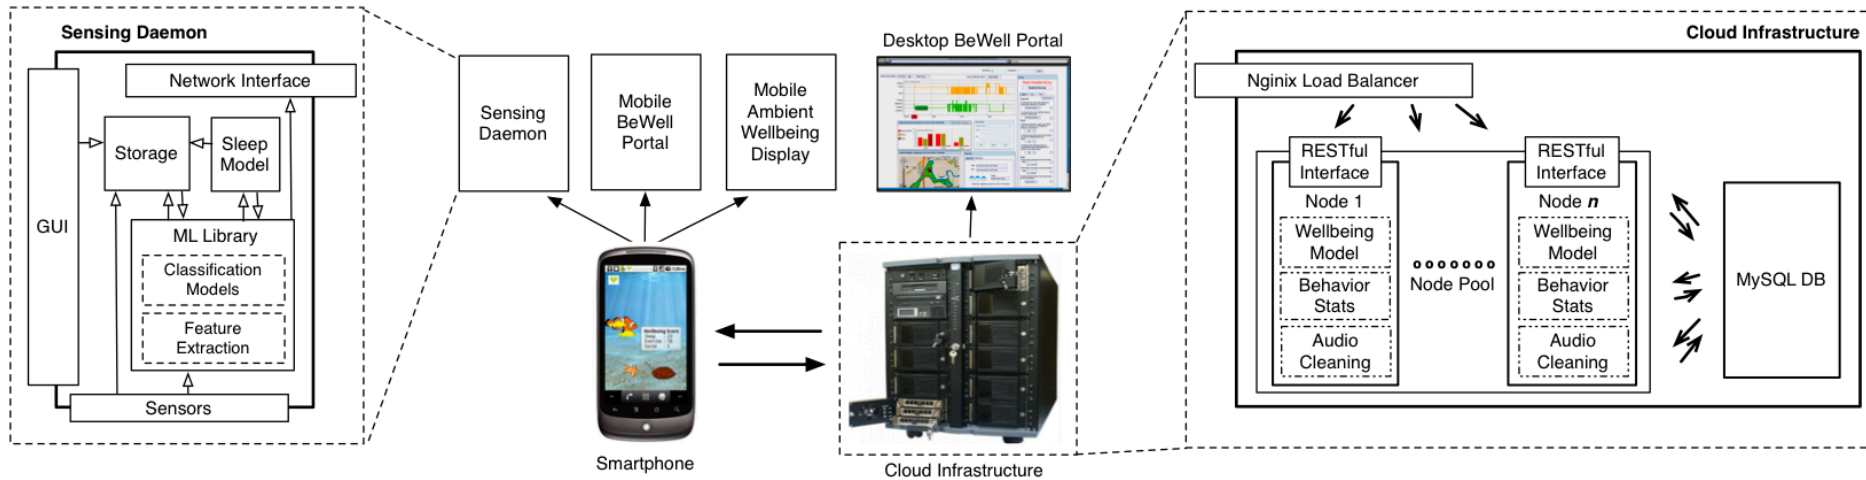 Sensing Daemon
Network Interface
Storage
Sleep
Model
GUI
ML Library
Classification
Models
Feature
Extraction
Sensors
Sensing
Daemon
Mobile
BeWell
Portal
Mobile
Ambient
Wellbeing
Display
Desktop BeWell Portal
Wellbeing Score
Smartphone
Cloud Infrastructure
Cloud Infrastructure
Nginix Load Balancer
RESTful
Interface
Node 1
Wellbeing
Model
Behavior
Stats
Audio
Cleaning
Node Pool
RESTful
Interface
Node n
Wellbeing
Model
Behavior
Stats
Audio
Cleaning
MySQL DB